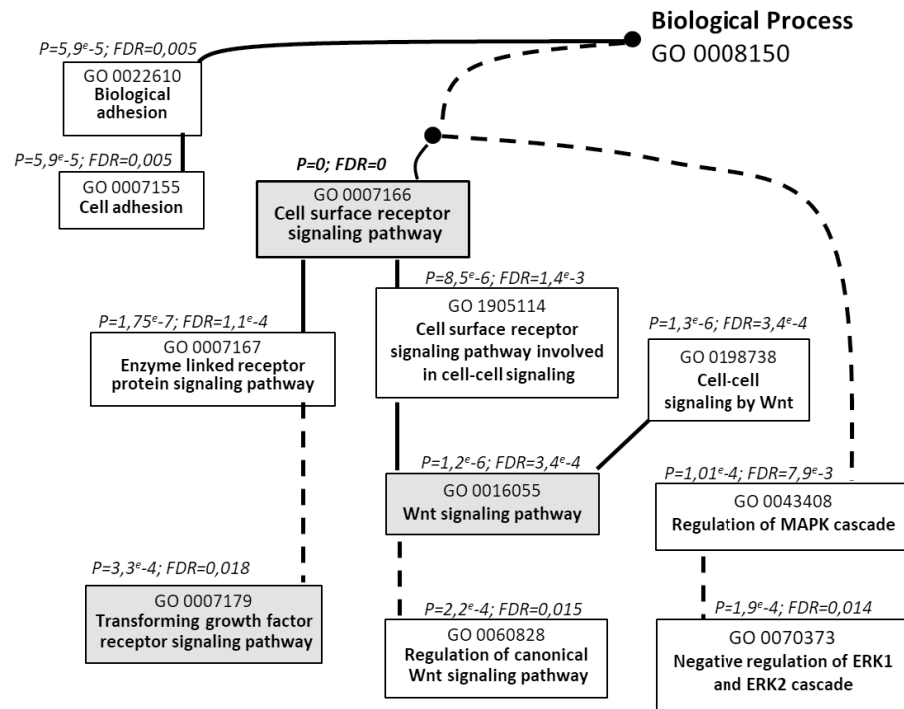 Biological Process
GO 0008150
P=5,9ᵉ-5; FDR=0,005
GO 0022610
Biological
adhesion
P=5,9ᵉ-5; FDR=0,005
GO 0007155
Cell adhesion
P=0; FDR=0
GO 0007166
Cell surface receptor
signaling pathway
P=1,75ᵉ-7; FDR=1,1ᵉ-4
GO 0007167
Enzyme linked receptor
protein signaling pathway
P=8,5ᵉ-6; FDR=1,4ᵉ-3
GO 1905114
Cell surface receptor
signaling pathway involved
in cell-cell signaling
P=1,3ᵉ-6; FDR=3,4ᵉ-4
GO 0198738
Cell-cell
signaling by Wnt
P=1,2ᵉ-6; FDR=3,4ᵉ-4
GO 0016055
Wnt signaling pathway
P=1,01ᵉ-4; FDR=7,9ᵉ-3
GO 0043408
Regulation of MAPK cascade
P=3,3ᵉ-4; FDR=0,018
GO 0007179
Transforming growth factor
receptor signaling pathway
P=2,2ᵉ-4; FDR=0,015
GO 0060828
Regulation of canonical
Wnt signaling pathway
P=1,9ᵉ-4; FDR=0,014
GO 0070373
Negative regulation of ERK1
and ERK2 cascade